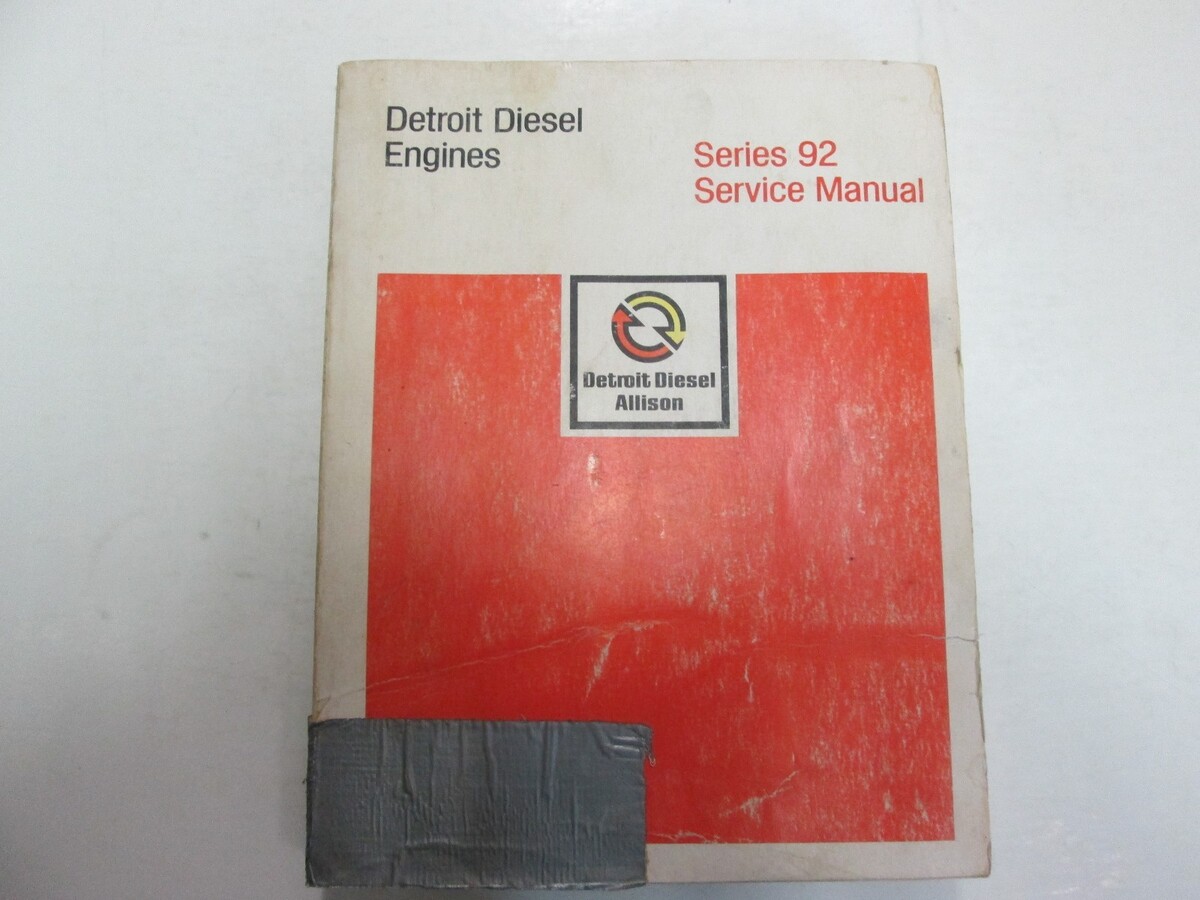 Detroit Diesel
Engines
Series 92
Service Manual
Detroit Diesel
Allison